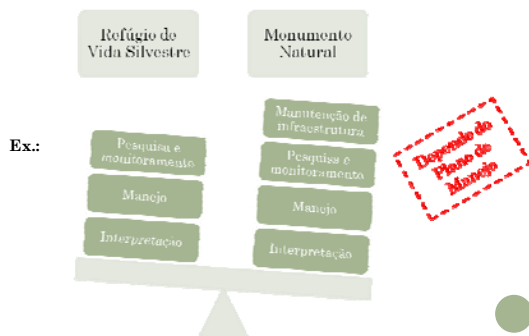 Refúgio de
Vida Silvestre
Monumento
Natural
Ex.:
Pesquisa e
monitoramento
Manejo
Interpretação
Manutenção de
infraestrutura
Pesquisa e
monitoramento
Manejo
Interpretação
Depende do
Plano de
Manejo